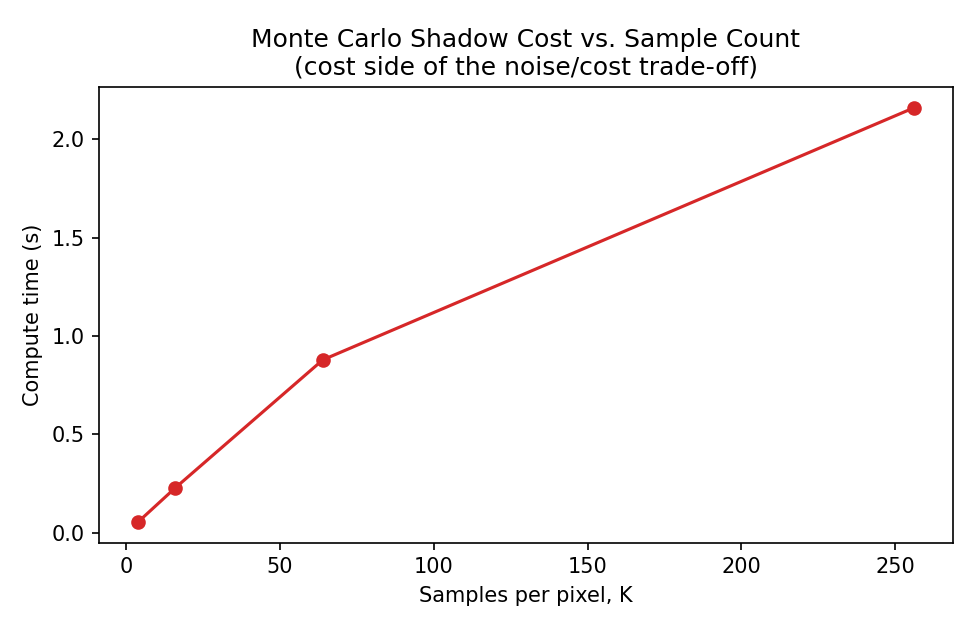 Monte Carlo Shadow Cost vs. Sample Count
(cost side of the noise/cost trade-off)
Compute time (s)
2.0
1.5
1.0
0.5
0.0
0
50
100
150
200
250
Samples per pixel, K